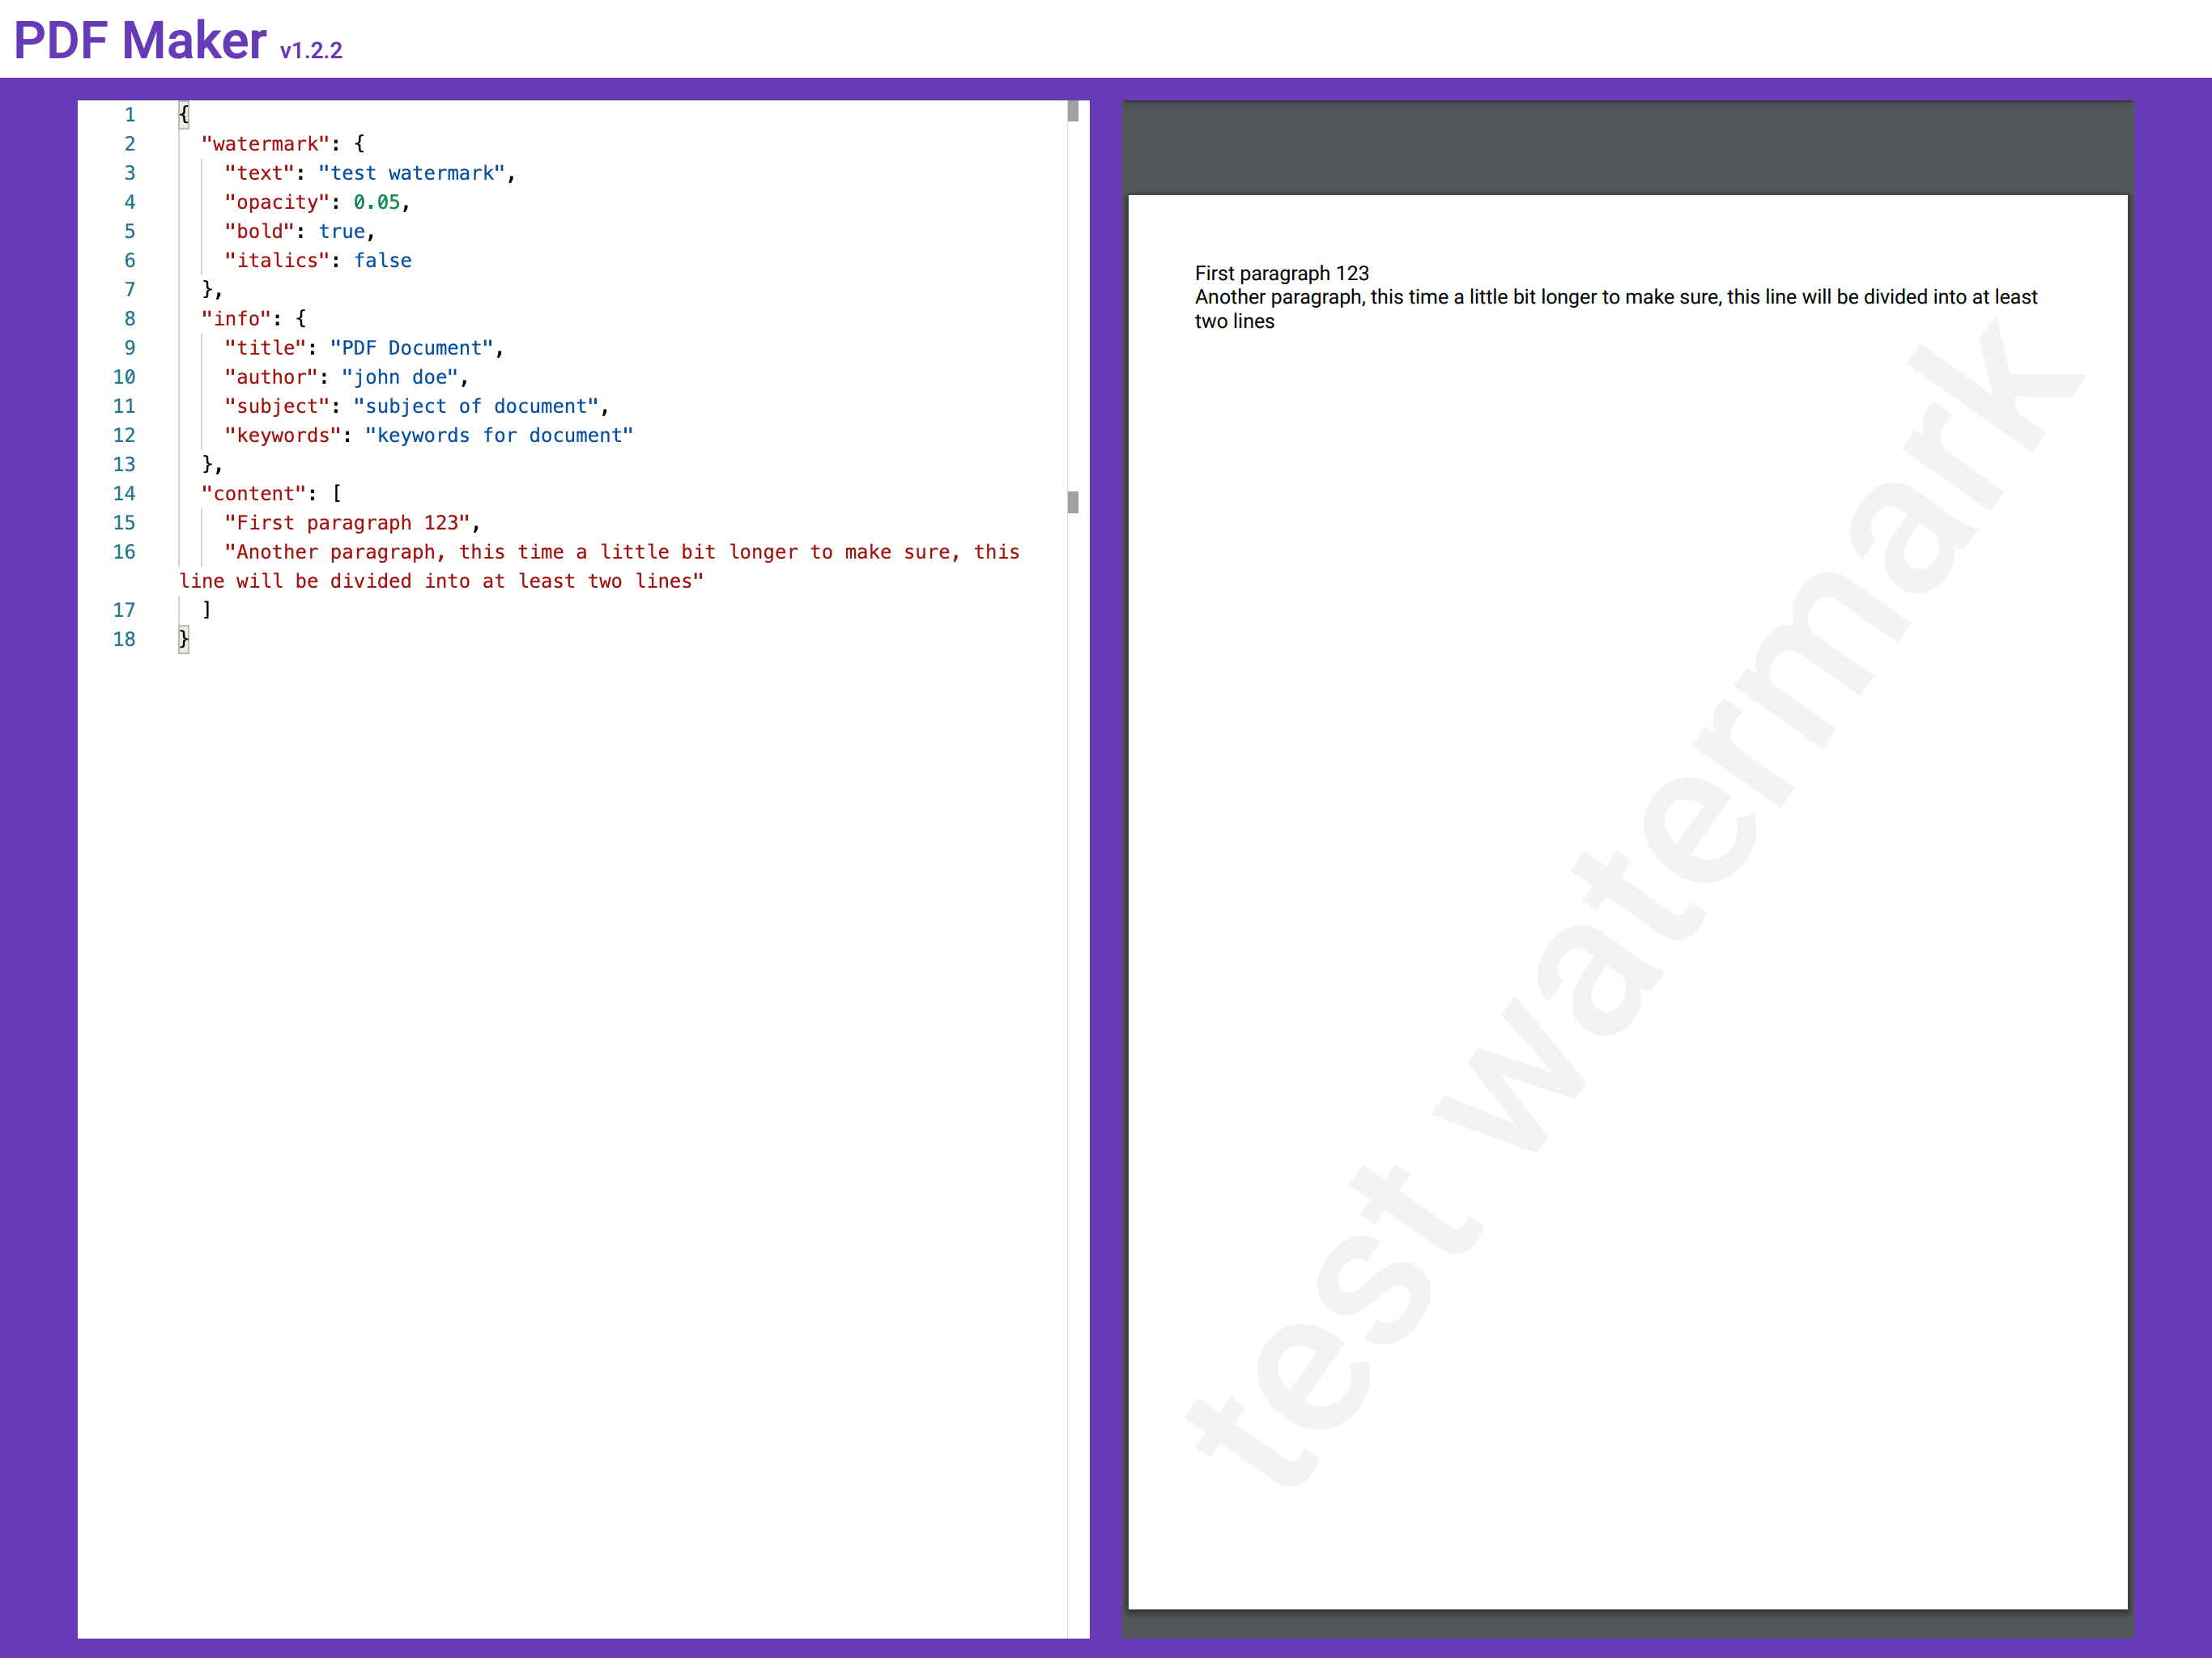 PDF Maker v1.2.2
1 {
2 "watermark": {
3 "text": "test watermark",
4 "opacity": 0.05,
5 "bold": true,
6 "italics": false
7 },
8 "info": {
9 "title": "PDF Document",
10 "author": "john doe",
11 "subject": "subject of document",
12 "keywords": "keywords for document"
13 },
14 "content": [
15 "First paragraph 123",
16 "Another paragraph, this time a little bit longer to make sure, this
line will be divided into at least two lines"
17 ]
18 }
First paragraph 123
Another paragraph, this time a little bit longer to make sure, this line will be divided into at least
two lines
test watermark